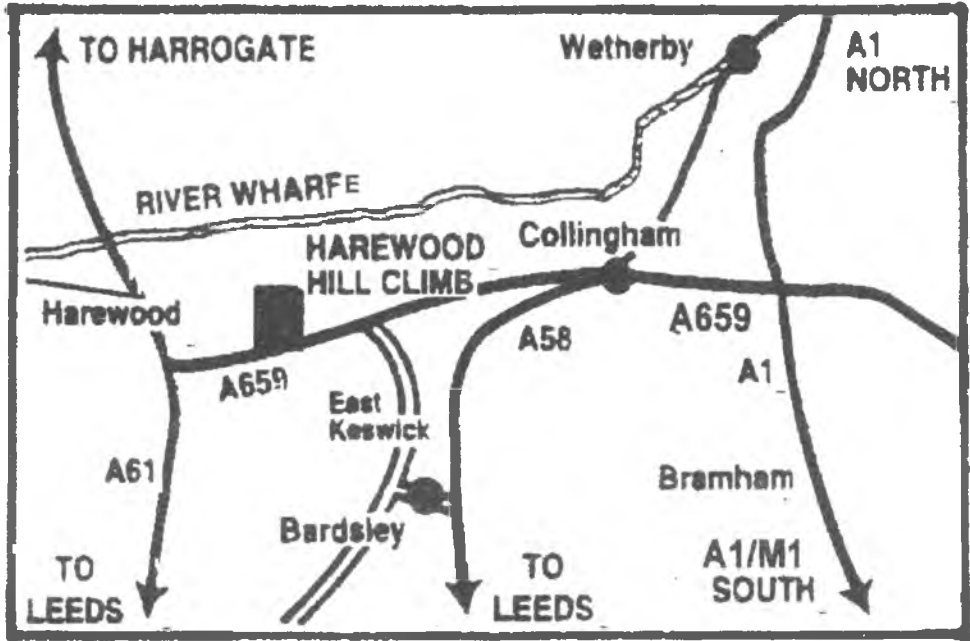 TO HARROGATE
Wetherby
A1
NORTH
RIVER WHARFE
HAREWOOD
HILL CLIMB
Collingham
Harewood
A659
A58
A659
A1
East
Keswick
A61
Bramham
Bardsley
TO
LEEDS
TO
LEEDS
A1/M1
SOUTH